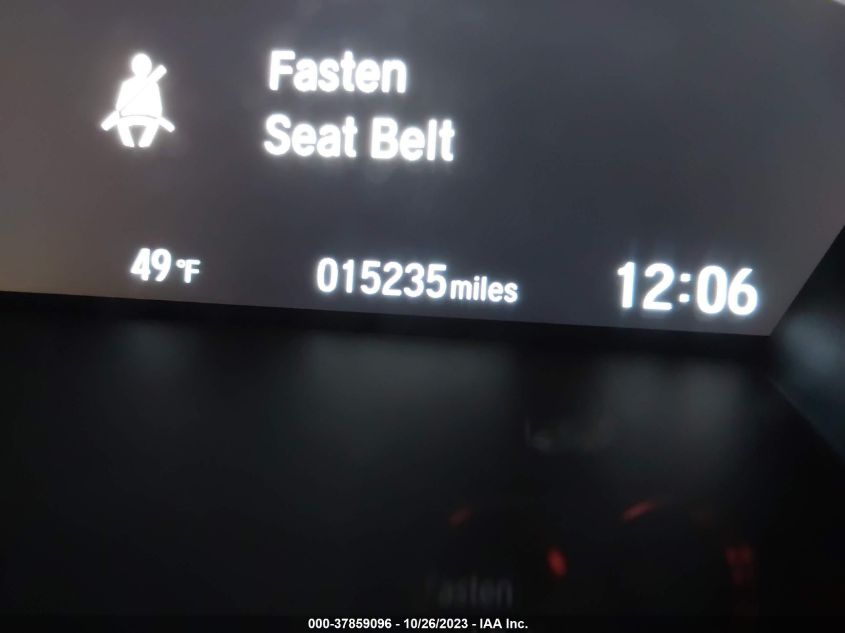 Fasten
Seat Belt
49°F 015235 miles 12:06
Fasten
000-37859096 - 10/26/2023 - IAA Inc.